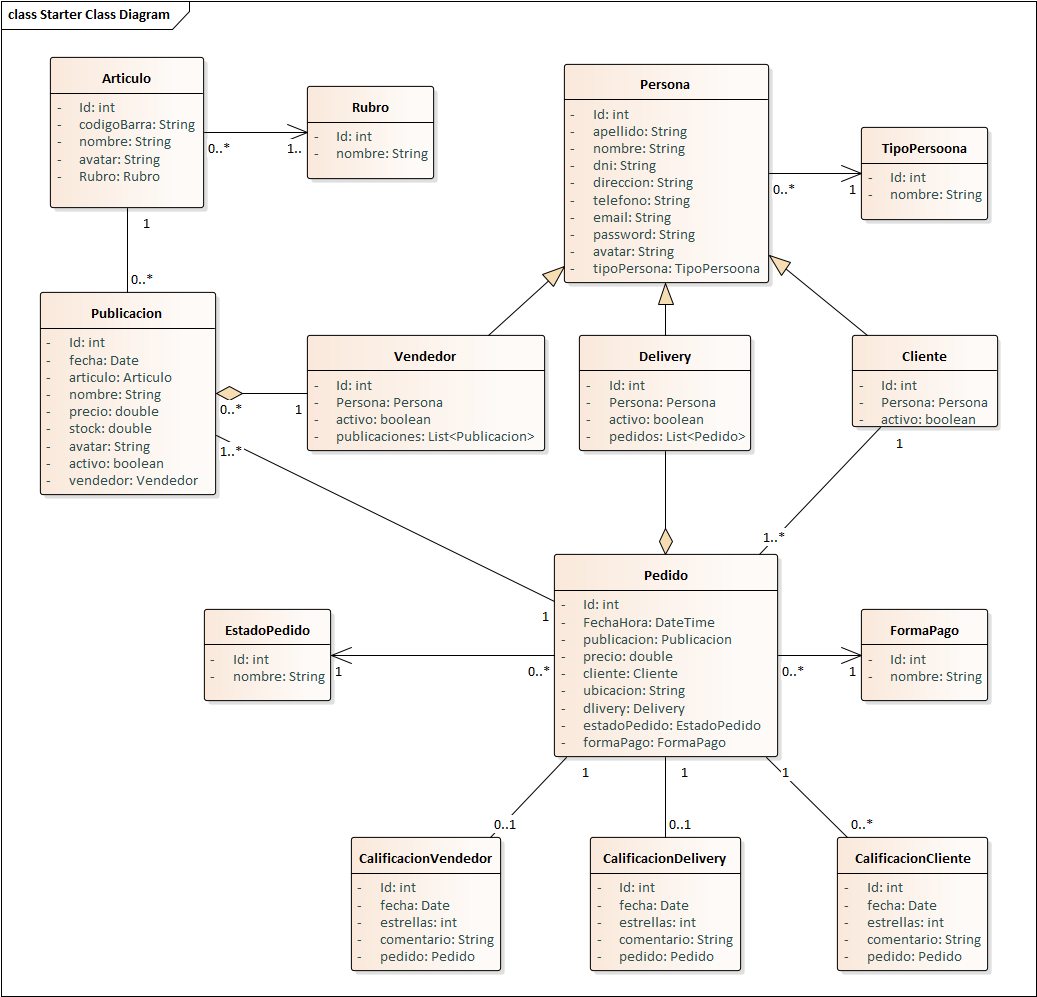 class Starter Class Diagram
Articulo
- Id: int
- codigoBarra: String
- nombre: String
- avatar: String
- Rubro: Rubro
0..*
1..
Rubro
- Id: int
- nombre: String
Persona
- Id: int
- apellido: String
- nombre: String
- dni: String
- direccion: String
- telefono: String
- email: String
- password: String
- avatar: String
- tipoPersona: TipoPersoona
0..*
1
TipoPersoona
- Id: int
- nombre: String
1
0..*
Publicacion
- Id: int
- fecha: Date
- articulo: Articulo
- nombre: String
- precio: double
- stock: double
- avatar: String
- activo: boolean
- vendedor: Vendedor
0..*
1
1..*
Vendedor
- Id: int
- Persona: Persona
- activo: boolean
- publicaciones: List<Publicacion>
Delivery
- Id: int
- Persona: Persona
- activo: boolean
- pedidos: List<Pedido>
Cliente
- Id: int
- Persona: Persona
- activo: boolean
1
1..*
1
Pedido
- Id: int
- FechaHora: DateTime
- publicacion: Publicacion
- precio: double
- cliente: Cliente
- ubicacion: String
- dlivery: Delivery
- estadoPedido: EstadoPedido
- formaPago: FormaPago
EstadoPedido
- Id: int
- nombre: String
1
0..*
0..*
1
FormaPago
- Id: int
- nombre: String
1
1
1
0..1
0..1
0..*
CalificacionVendedor
- Id: int
- fecha: Date
- estrellas: int
- comentario: String
- pedido: Pedido
CalificacionDelivery
- Id: int
- fecha: Date
- estrellas: int
- comentario: String
- pedido: Pedido
CalificacionCliente
- Id: int
- fecha: Date
- estrellas: int
- comentario: String
- pedido: Pedido